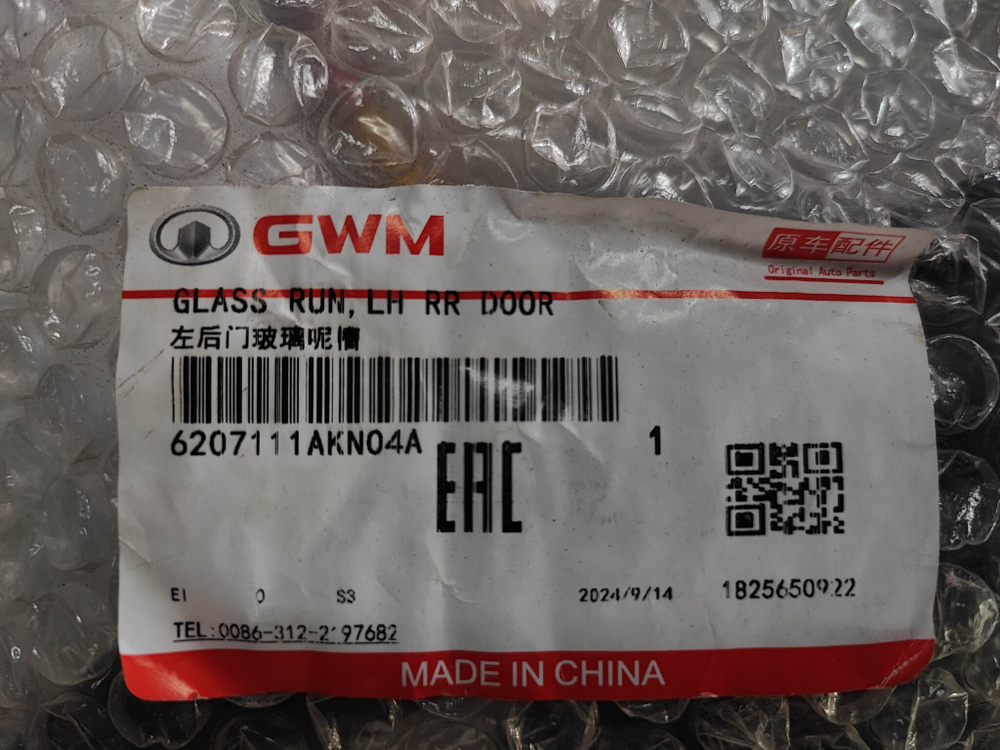 GWM
原车配件
Original Auto Parts
GLASS RUN, LH RR DOOR
左后门玻璃呢槽
6207111AKN04A
1
EAC
EI 0 S3
2024/9/14
1825650922
MADE IN CHINA